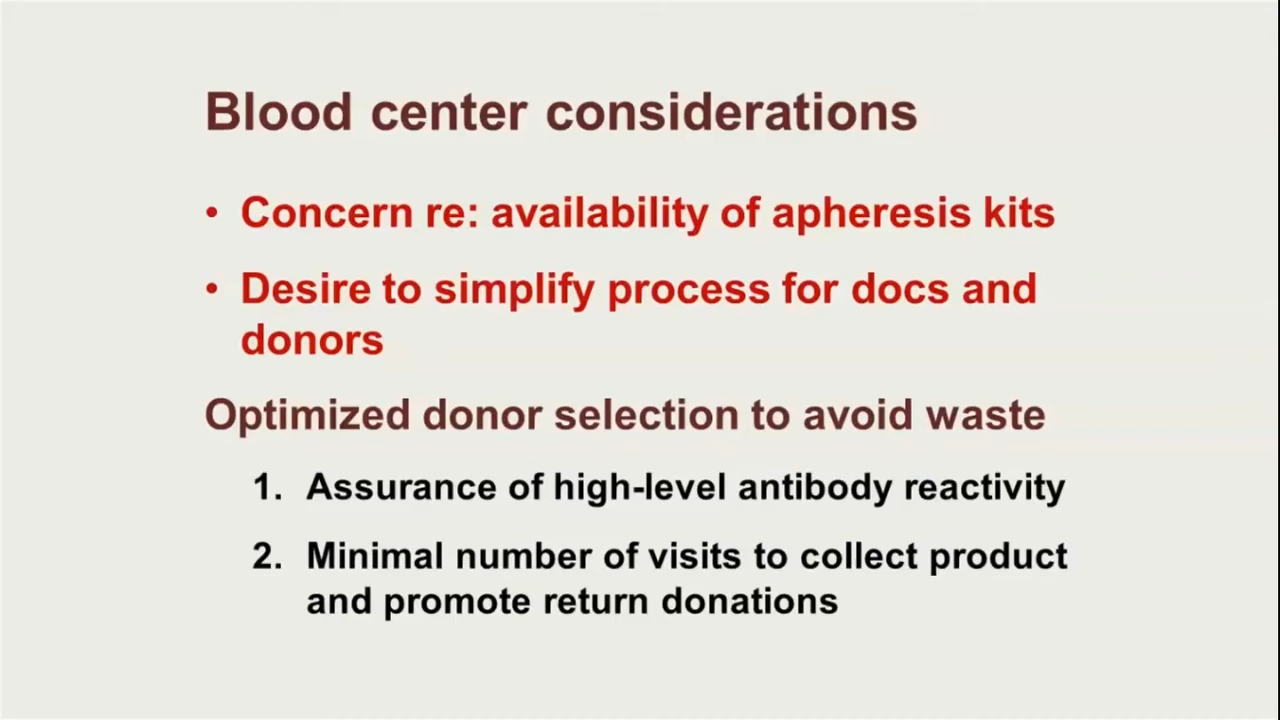 Blood center considerations
• Concern re: availability of apheresis kits
• Desire to simplify process for docs and
donors
Optimized donor selection to avoid waste
1. Assurance of high-level antibody reactivity
2. Minimal number of visits to collect product
and promote return donations